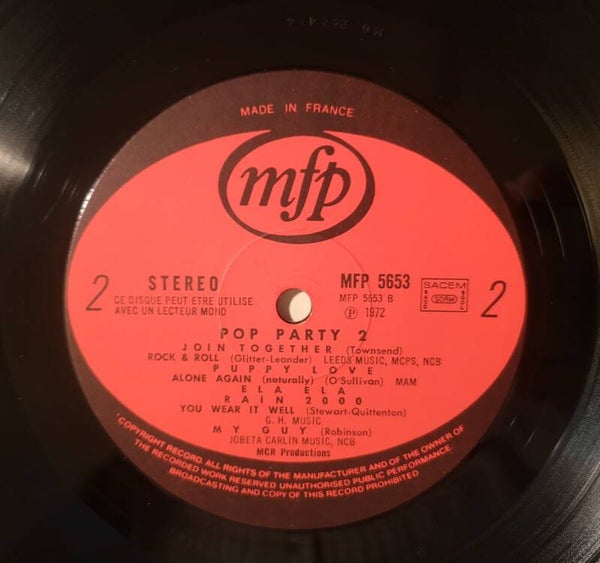 MADE IN FRANCE
mfp
2
STEREO
CE DISQUE PEUT ETRE UTILISE
AVEC UN LECTEUR MONO
MFP 5653
MFP 5653 B
Ⓟ 1972
SACEM
SDRM
2
POP PARTY 2
JOIN TOGETHER (Townsend)
ROCK & ROLL (Glitter-Leander) LEEDS MUSIC, MCPS, NCB
PUPPY LOVE
ALONE AGAIN (naturally) (O'Sullivan) MAM
ELA ELA
RAIN 2000
YOU WEAR IT WELL (Stewart-Quittenton)
G.H. MUSIC
MY GUY (Robinson)
JOBETA CARLIN MUSIC, NCB
MCR Productions
COPYRIGHT RECORD. ALL RIGHTS OF THE MANUFACTURER AND OF THE OWNER OF
THE RECORDED WORK RESERVED UNAUTHORISED PUBLIC PERFORMANCE.
BROADCASTING AND COPY OF THIS RECORD PROHIBITED